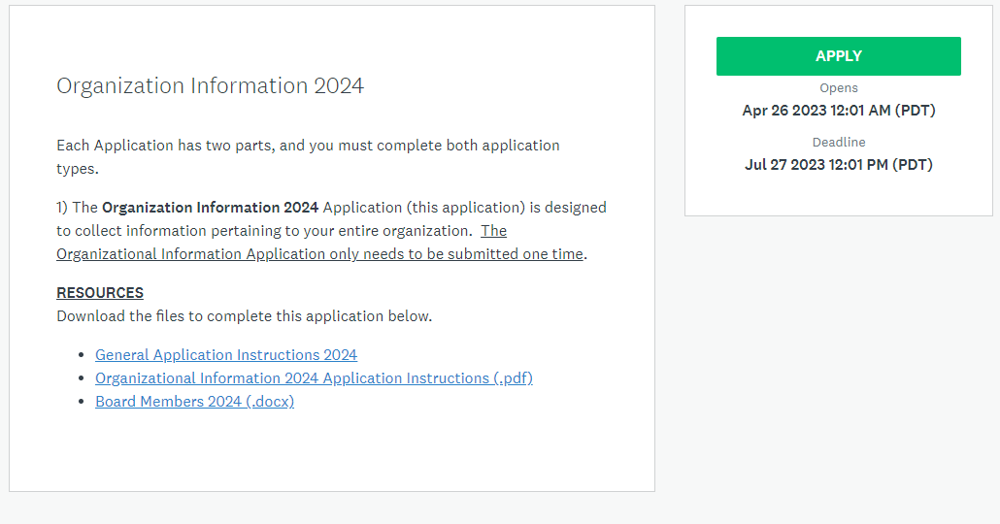 Organization Information 2024
Each Application has two parts, and you must complete both application
types.
1) The Organization Information 2024 Application (this application) is designed
to collect information pertaining to your entire organization. The
Organizational Information Application only needs to be submitted one time.
RESOURCES
Download the files to complete this application below.
• General Application Instructions 2024
• Organizational Information 2024 Application Instructions (.pdf)
• Board Members 2024 (.docx)
APPLY
Opens
Apr 26 2023 12:01 AM (PDT)
Deadline
Jul 27 2023 12:01 PM (PDT)